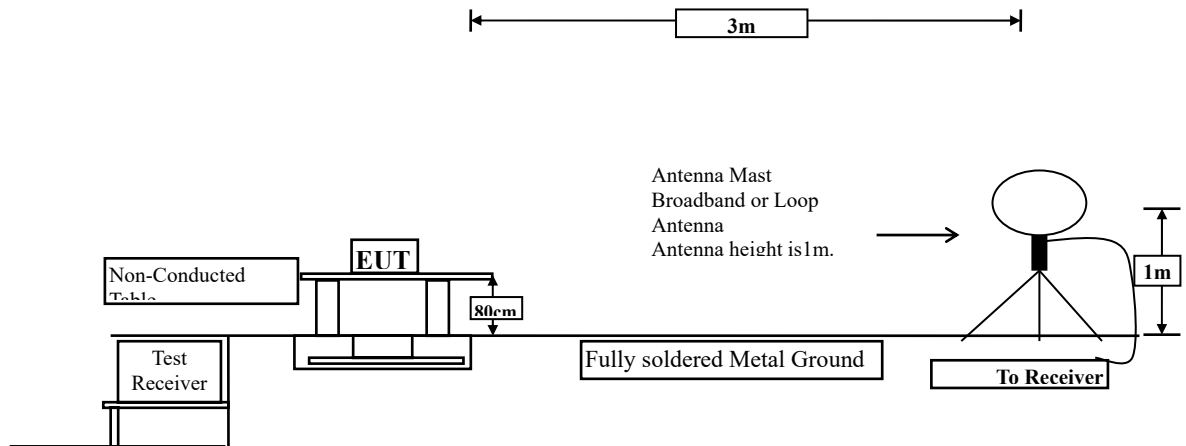 3m
Antenna Mast
Broadband or Loop
Antenna
Antenna height is1m.
EUT
Non-Conducted
Table
80cm
1m
Test
Receiver
Fully soldered Metal Ground
To Receiver